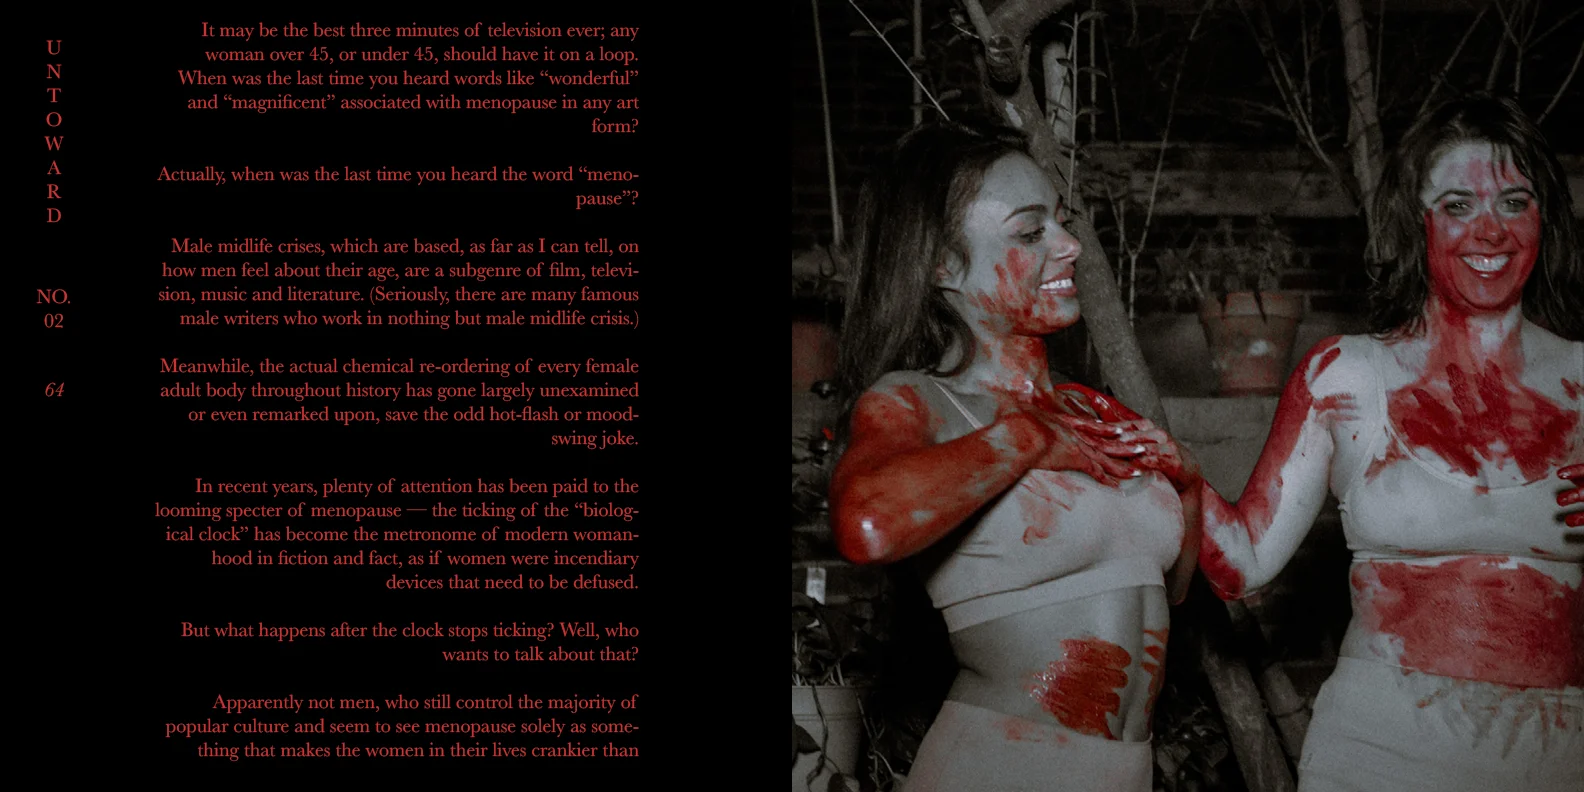 U
N
T
O
W
A
R
D
NO.
02
64
It may be the best three minutes of television ever; any
woman over 45, or under 45, should have it on a loop.
When was the last time you heard words like “wonderful”
and “magnificent” associated with menopause in any art
form?
Actually, when was the last time you heard the word “meno-
pause”?
Male midlife crises, which are based, as far as I can tell, on
how men feel about their age, are a subgenre of film, televi-
sion, music and literature. (Seriously, there are many famous
male writers who work in nothing but male midlife crisis.)
Meanwhile, the actual chemical re-ordering of every female
adult body throughout history has gone largely unexamined
or even remarked upon, save the odd hot-flash or mood-
swing joke.
In recent years, plenty of attention has been paid to the
looming specter of menopause — the ticking of the “biolog-
ical clock” has become the metronome of modern woman-
hood in fiction and fact, as if women were incendiary
devices that need to be defused.
But what happens after the clock stops ticking? Well, who
wants to talk about that?
Apparently not men, who still control the majority of
popular culture and seem to see menopause solely as some-
thing that makes the women in their lives crankier than